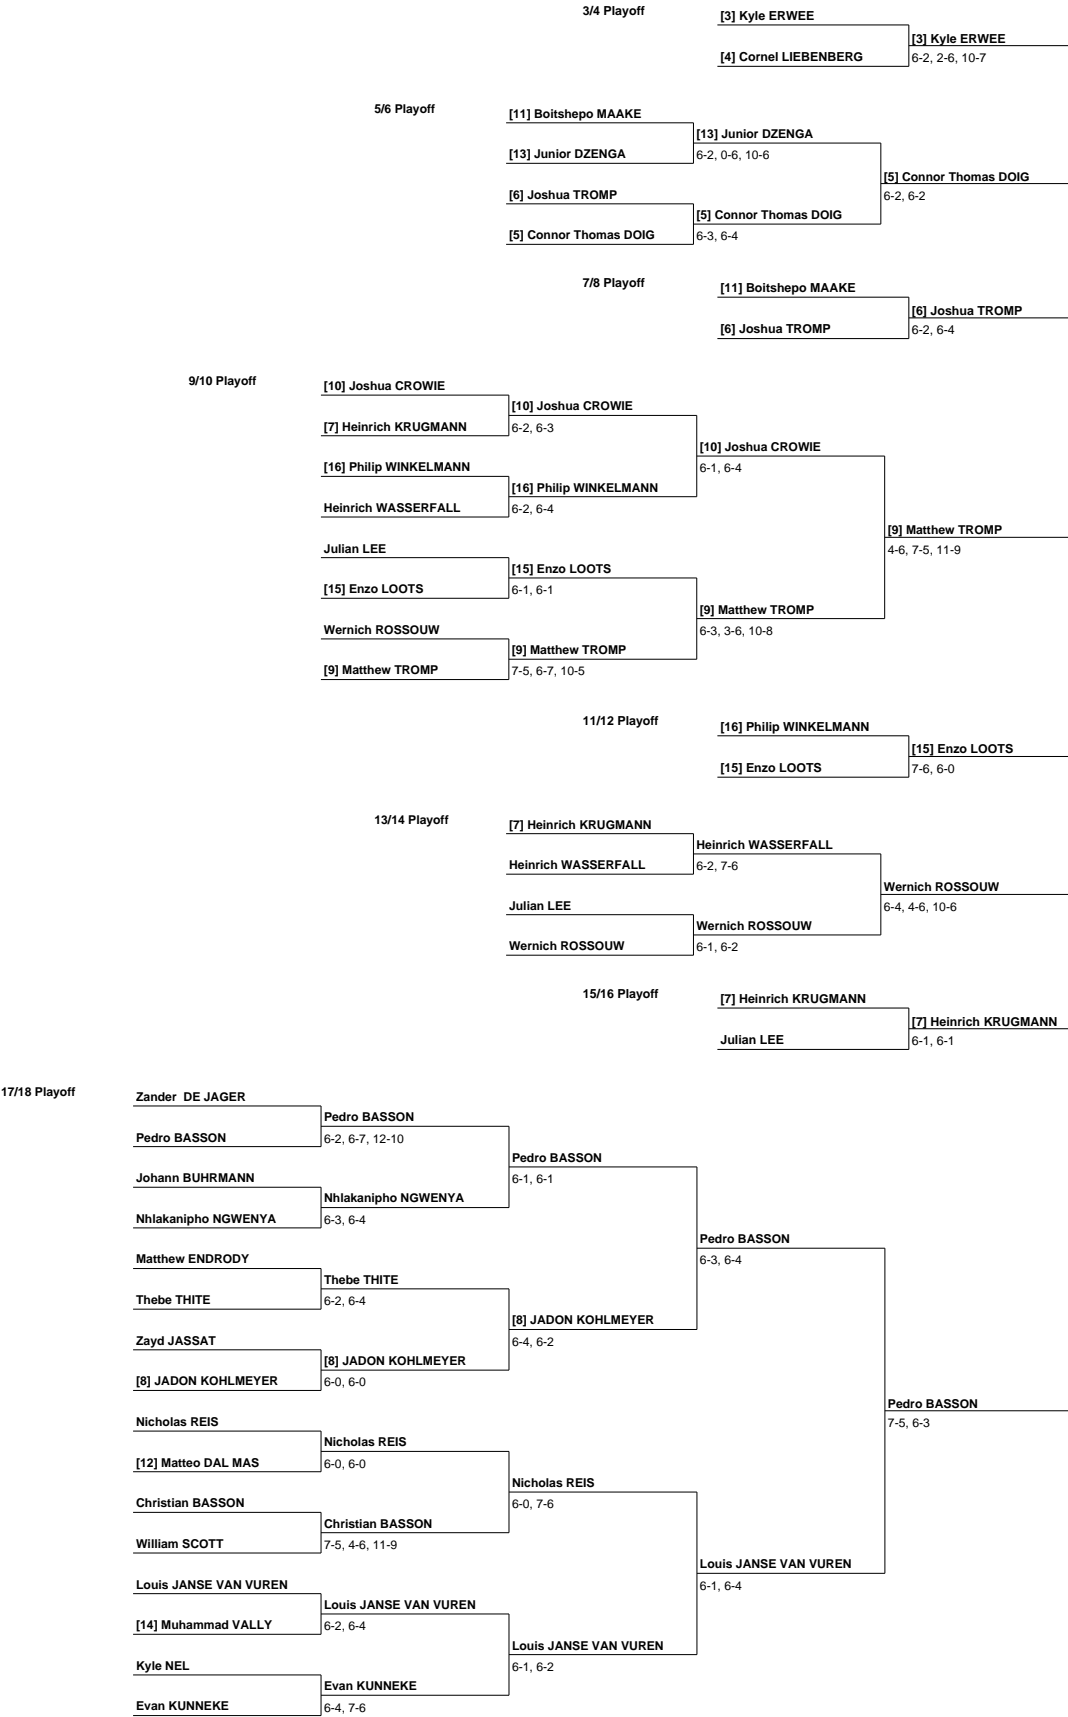 3/4 Playoff
[3] Kyle ERWEE
[3] Kyle ERWEE
[4] Cornel LIEBENBERG
6-2, 2-6, 10-7
5/6 Playoff
[11] Boitshepo MAAKE
[13] Junior DZENGA
[13] Junior DZENGA
6-2, 0-6, 10-6
[5] Connor Thomas DOIG
[6] Joshua TROMP
6-2, 6-2
[5] Connor Thomas DOIG
[5] Connor Thomas DOIG
6-3, 6-4
7/8 Playoff
[11] Boitshepo MAAKE
[6] Joshua TROMP
[6] Joshua TROMP
6-2, 6-4
9/10 Playoff
[10] Joshua CROWIE
[10] Joshua CROWIE
[7] Heinrich KRUGMANN
6-2, 6-3
[10] Joshua CROWIE
[16] Philip WINKELMANN
6-1, 6-4
[16] Philip WINKELMANN
Heinrich WASSERFALL
6-2, 6-4
[9] Matthew TROMP
Julian LEE
4-6, 7-5, 11-9
[15] Enzo LOOTS
[15] Enzo LOOTS
6-1, 6-1
[9] Matthew TROMP
Wernich ROSSOUW
6-3, 3-6, 10-8
[9] Matthew TROMP
[9] Matthew TROMP
7-5, 6-7, 10-5
11/12 Playoff
[16] Philip WINKELMANN
[15] Enzo LOOTS
[15] Enzo LOOTS
7-6, 6-0
13/14 Playoff
[7] Heinrich KRUGMANN
Heinrich WASSERFALL
Heinrich WASSERFALL
6-2, 7-6
Wernich ROSSOUW
Julian LEE
6-4, 4-6, 10-6
Wernich ROSSOUW
Wernich ROSSOUW
6-1, 6-2
15/16 Playoff
[7] Heinrich KRUGMANN
[7] Heinrich KRUGMANN
Julian LEE
6-1, 6-1
17/18 Playoff
Zander  DE JAGER
Pedro BASSON
Pedro BASSON
6-2, 6-7, 12-10
Pedro BASSON
Johann BUHRMANN
6-1, 6-1
Nhlakanipho NGWENYA
Nhlakanipho NGWENYA
6-3, 6-4
Pedro BASSON
Matthew ENDRODY
6-3, 6-4
Thebe THITE
Thebe THITE
6-2, 6-4
[8] JADON KOHLMEYER
Zayd JASSAT
6-4, 6-2
[8] JADON KOHLMEYER
[8] JADON KOHLMEYER
6-0, 6-0
Pedro BASSON
Nicholas REIS
7-5, 6-3
Nicholas REIS
[12] Matteo DAL MAS
6-0, 6-0
Nicholas REIS
Christian BASSON
6-0, 7-6
Christian BASSON
William SCOTT
7-5, 4-6, 11-9
Louis JANSE VAN VUREN
Louis JANSE VAN VUREN
6-1, 6-4
Louis JANSE VAN VUREN
[14] Muhammad VALLY
6-2, 6-4
Louis JANSE VAN VUREN
Kyle NEL
6-1, 6-2
Evan KUNNEKE
Evan KUNNEKE
6-4, 7-6